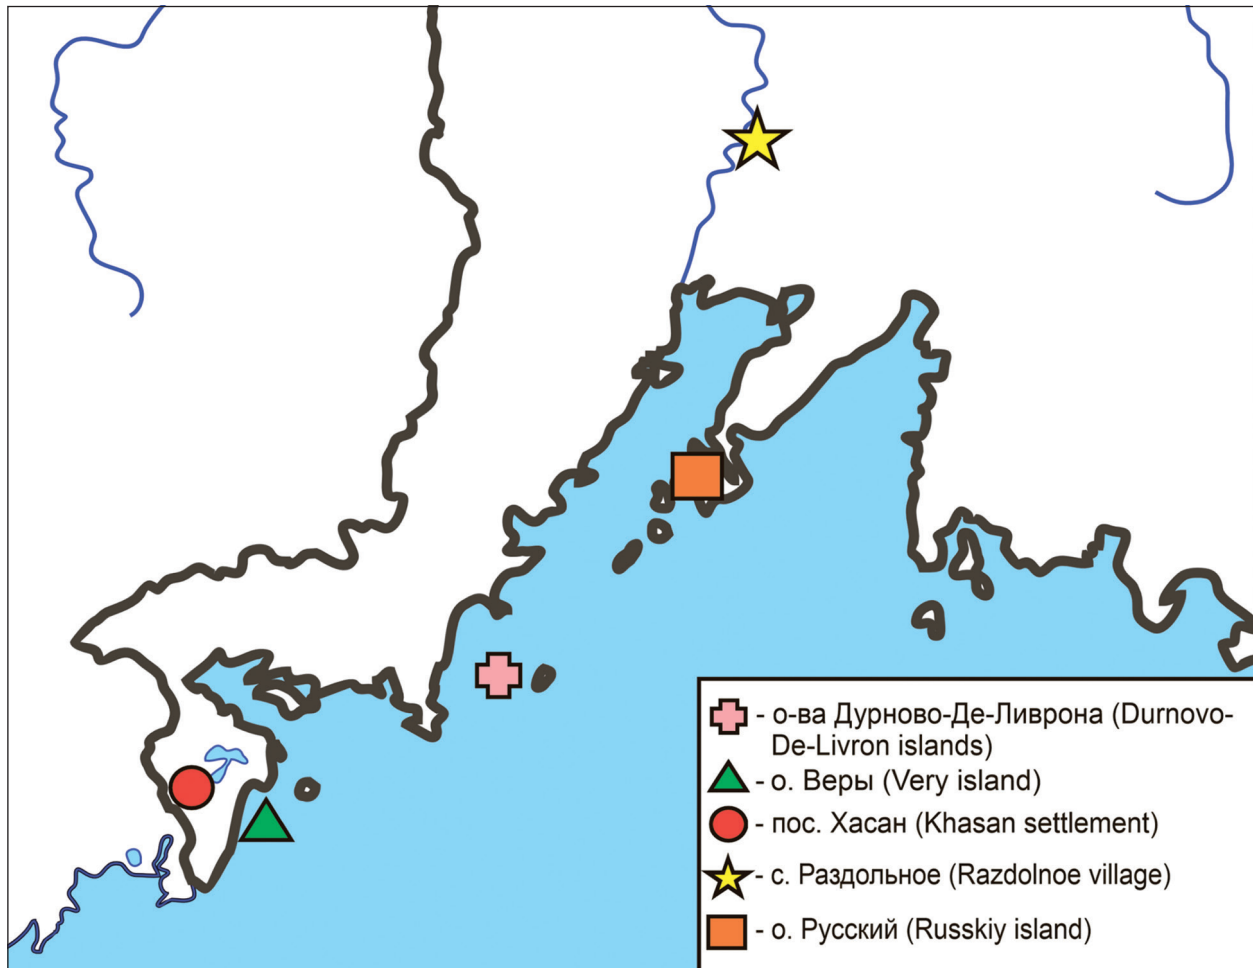 - о-ва Дурново-Де-Ливрона (Durnovo-
De-Livron islands)
- о. Веры (Very island)
- пос. Хасан (Khasan settlement)
- с. Раздольное (Razdolnoe village)
- о. Русский (Russkiy island)